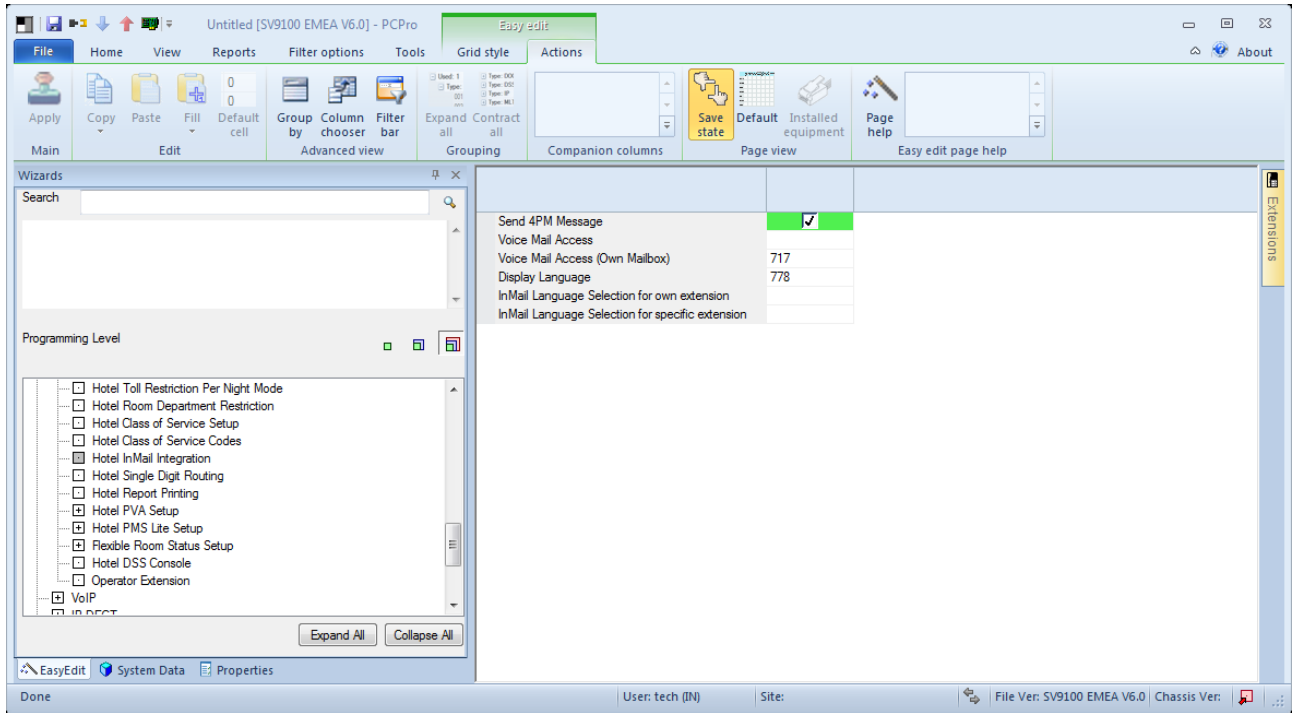 Untitled [SV9100 EMEA V6.0] - PCPro
Easy edit
File Home View Reports Filter options Tools Grid style Actions About
Apply Copy Paste Fill Default cell Group by Column chooser Filter bar Expand all Contract all Save state Default Installed equipment Page help
Main Edit Advanced view Grouping Companion columns Page view Easy edit page help
Wizards
Search
Programming Level
Hotel Toll Restriction Per Night Mode
Hotel Room Department Restriction
Hotel Class of Service Setup
Hotel Class of Service Codes
Hotel InMail Integration
Hotel Single Digit Routing
Hotel Report Printing
Hotel PVA Setup
Hotel PMS Lite Setup
Flexible Room Status Setup
Hotel DSS Console
Operator Extension
VoIP
IP DECT
Expand All Collapse All
EasyEdit System Data Properties
Send 4PM Message
Voice Mail Access
Voice Mail Access (Own Mailbox) 717
Display Language 778
InMail Language Selection for own extension
InMail Language Selection for specific extension
Extensions
Done User: tech (IN) Site: File Ver: SV9100 EMEA V6.0 Chassis Ver: